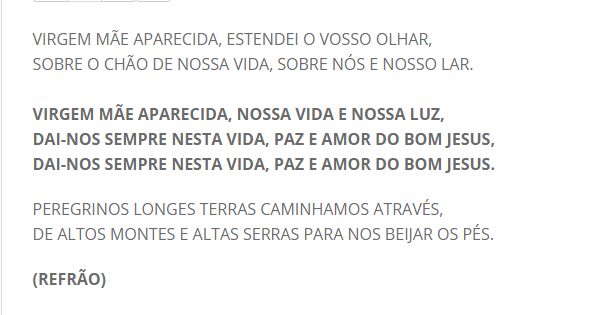 VIRGEM MÃE APARECIDA, ESTENDEI O VOSSO OLHAR,
SOBRE O CHÃO DE NOSSA VIDA, SOBRE NÓS E NOSSO LAR.
VIRGEM MÃE APARECIDA, NOSSA VIDA E NOSSA LUZ,
DAI-NOS SEMPRE NESTA VIDA, PAZ E AMOR DO BOM JESUS,
DAI-NOS SEMPRE NESTA VIDA, PAZ E AMOR DO BOM JESUS.
PEREGRINOS LONGES TERRAS CAMINHAMOS ATRAVÉS,
DE ALTOS MONTES E ALTAS SERRAS PARA NOS BEIJAR OS PÉS.
(REFRÃO)